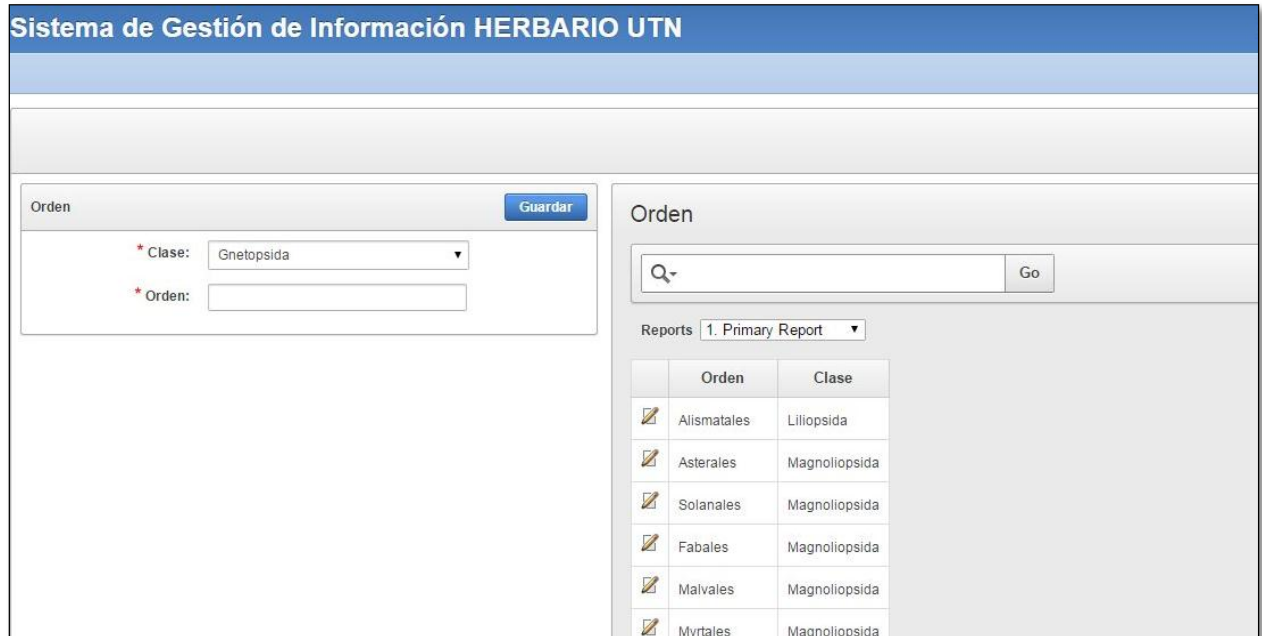 Sistema de Gestión de Información HERBARIO UTN
Orden
Guardar
* Clase:
Gnetopsida
* Orden:
Orden
Go
Reports
1. Primary Report
Orden Clase
Alismatales Liliopsida
Asterales Magnoliopsida
Solanales Magnoliopsida
Fabales Magnoliopsida
Malvales Magnoliopsida
Myrtales Magnoliopsida